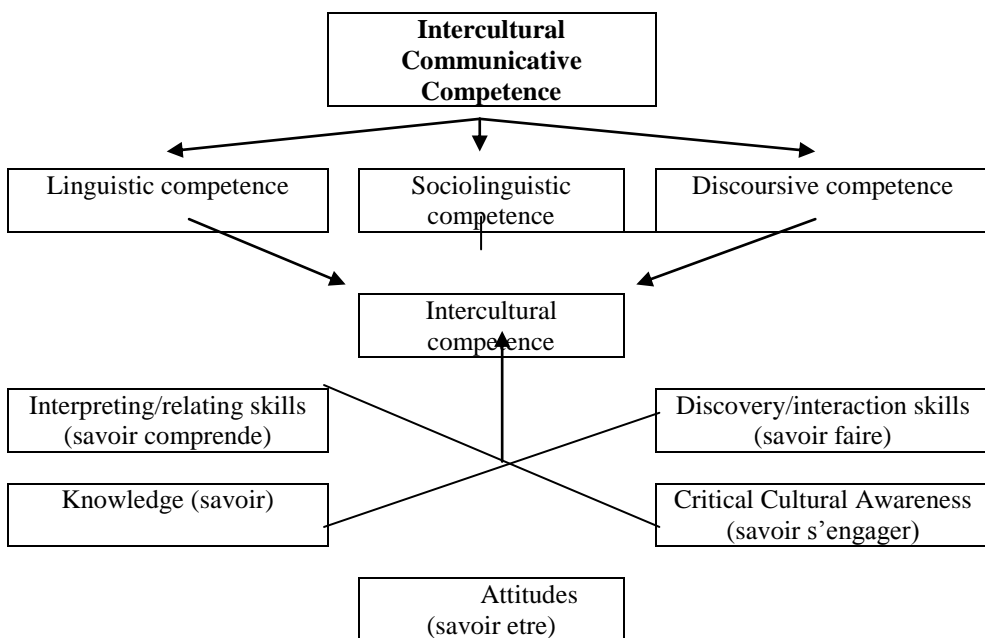 Intercultural
Communicative
Competence
Linguistic competence
Sociolinguistic
competence
Discoursive competence
Intercultural
competence
Interpreting/relating skills
(savoir comprende)
Discovery/interaction skills
(savoir faire)
Knowledge (savoir)
Critical Cultural Awareness
(savoir s’engager)
Attitudes
(savoir etre)